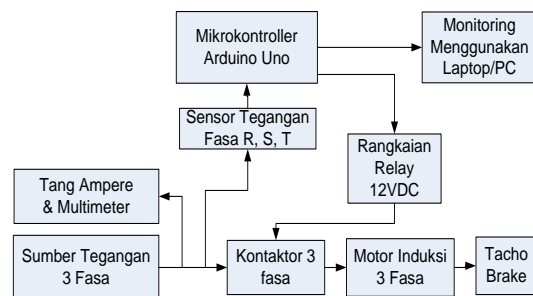 Mikrokontroller
Arduino Uno
Monitoring
Menggunakan
Laptop/PC
Sensor Tegangan
Fasa R, S, T
Rangkaian
Relay
12VDC
Tang Ampere
& Multimeter
Sumber Tegangan
3 Fasa
Kontaktor 3
fasa
Motor Induksi
3 Fasa
Tacho
Brake